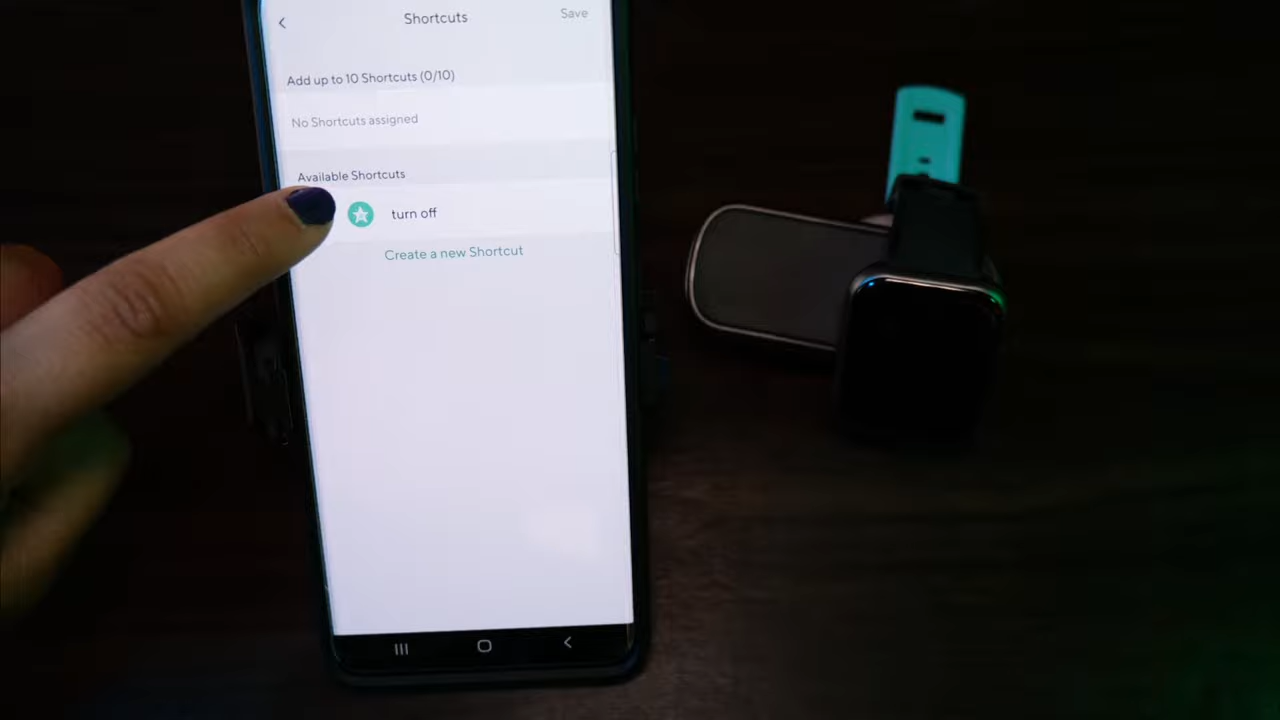 Shortcuts
Save
Add up to 10 Shortcuts (0/10)
No Shortcuts assigned
Available Shortcuts
turn off
Create a new Shortcut